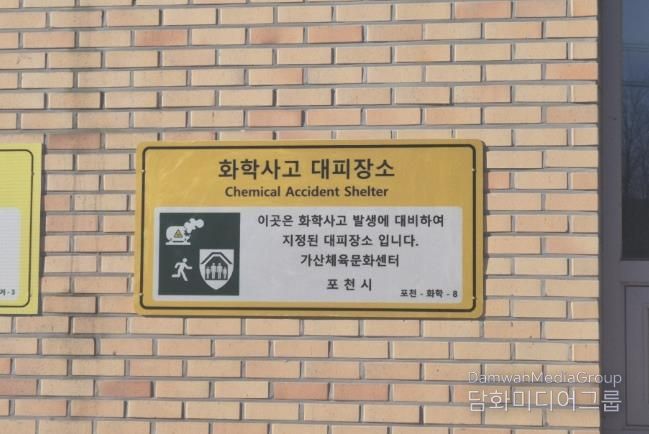 화학사고 대피장소
Chemical Accident Shelter
이곳은 화학사고 발생에 대비하여
지정된 대피장소 입니다.
가산체육문화센터
포천시
포천 - 화학 - 8
거 - 3
DamwanMediaGroup
담화미디어그룹